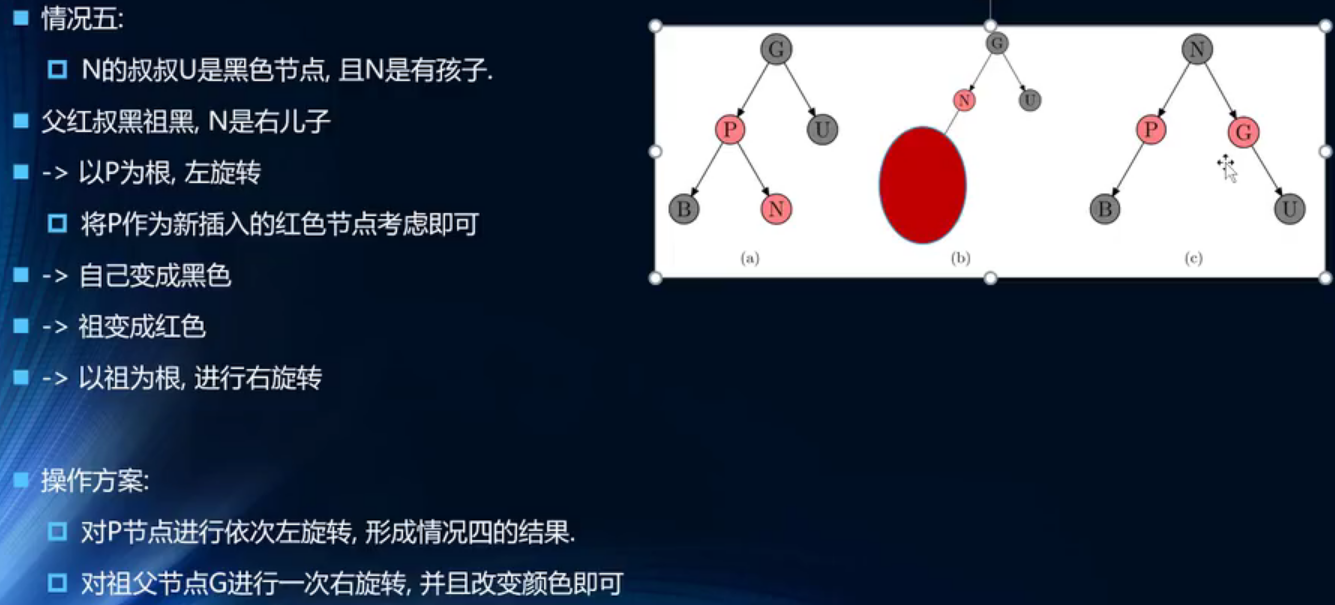 情况五:
N的叔叔U是黑色节点, 且N是有孩子.
父红叔黑祖黑, N是右儿子
-> 以P为根, 左旋转
将P作为新插入的红色节点考虑即可
-> 自己变成黑色
-> 祖变成红色
-> 以祖为根, 进行右旋转
操作方案:
对P节点进行依次左旋转, 形成情况四的结果.
对祖父节点G进行一次右旋转, 并且改变颜色即可
G
P U
B N
(a)
G
N U
(b)
N
P G
B U
(c)